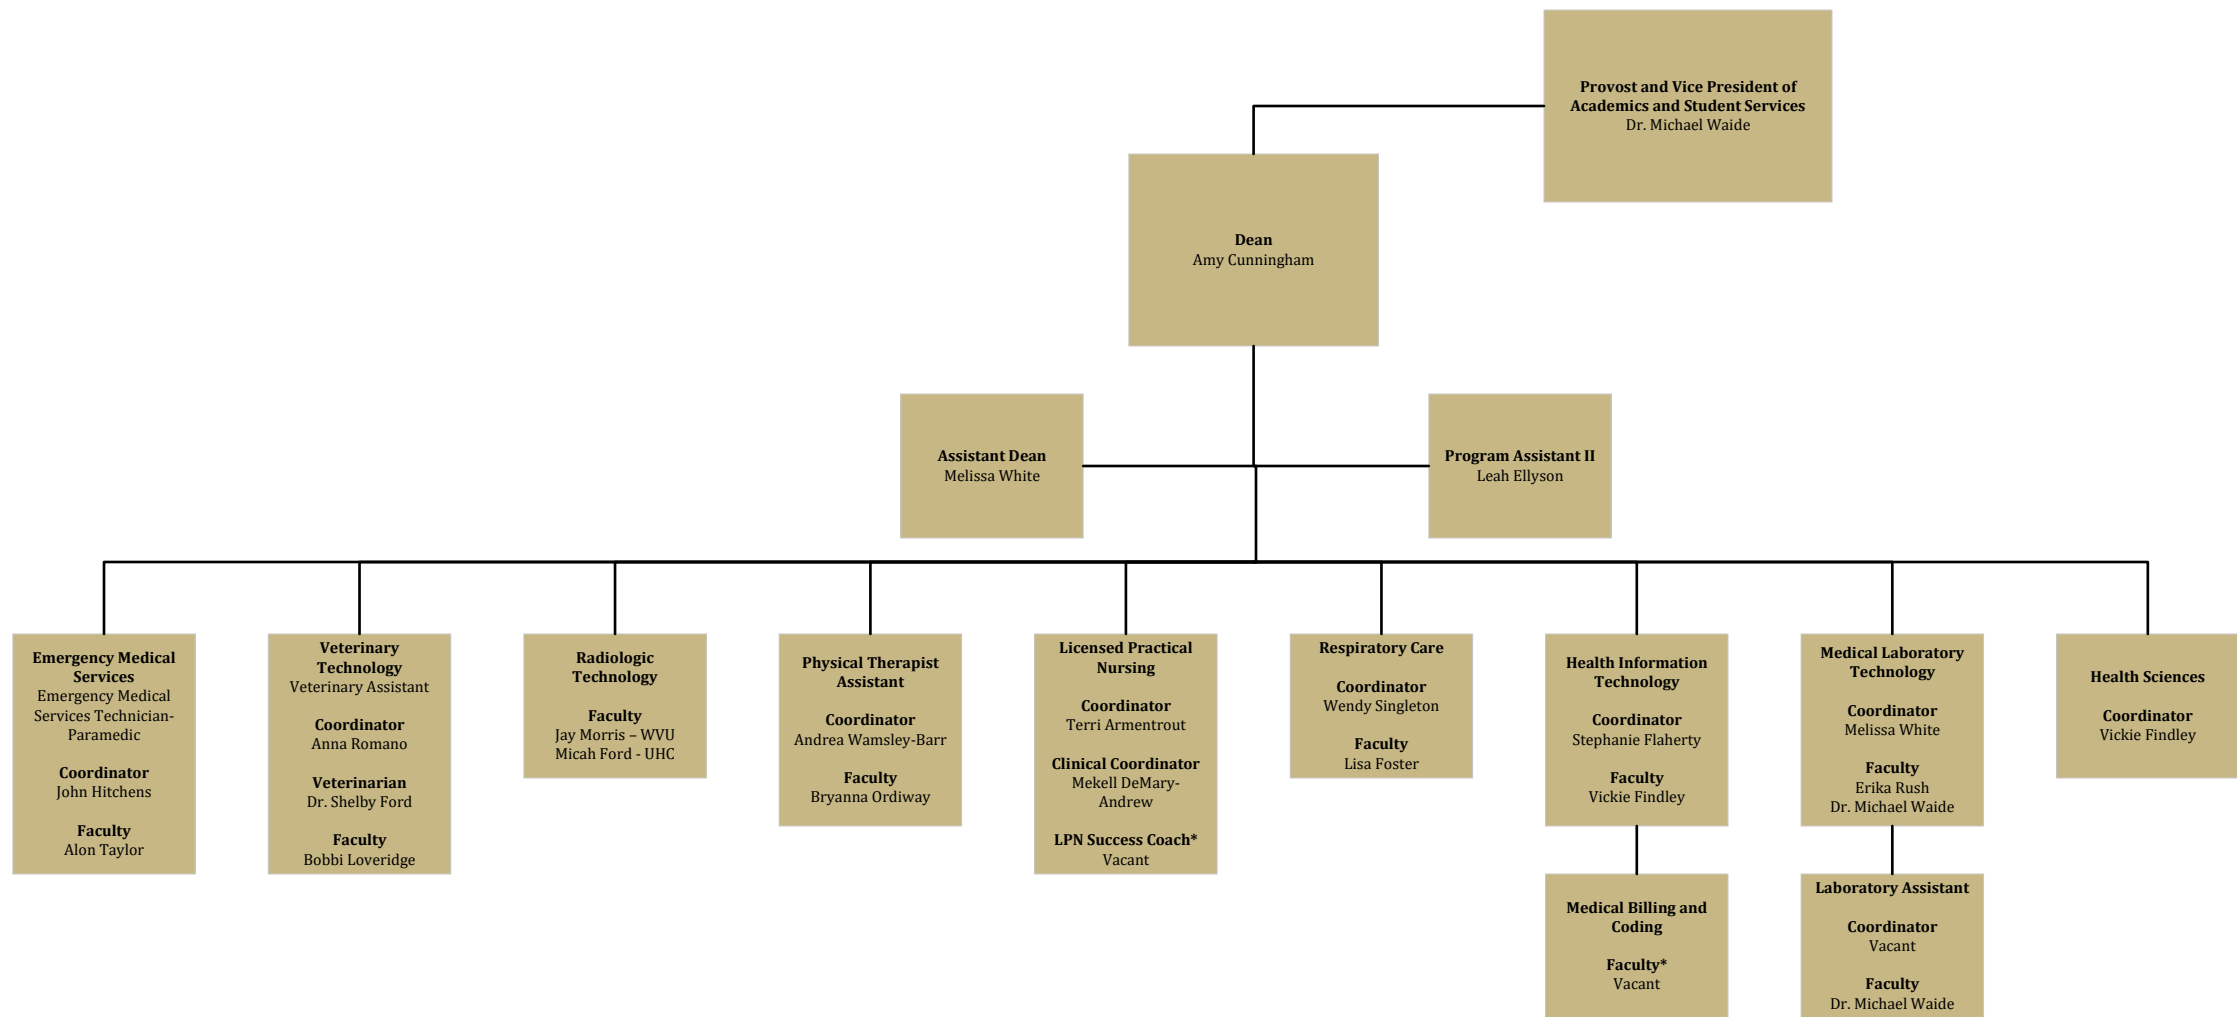 Provost and Vice President of
Academics and Student Services
Dr. Michael Waide
Dean
Amy Cunningham
Assistant Dean
Melissa White
Program Assistant II
Leah Ellyson
Emergency Medical
Services
Emergency Medical
Services Technician-
Paramedic
Coordinator
John Hitchens
Faculty
Alon Taylor
Veterinary
Technology
Veterinary Assistant
Coordinator
Anna Romano
Veterinarian
Dr. Shelby Ford
Faculty
Bobbi Loveridge
Radiologic
Technology
Faculty
Jay Morris – WVU
Micah Ford - UHC
Physical Therapist
Assistant
Coordinator
Andrea Wamsley-Barr
Faculty
Bryanna Ordiway
Licensed Practical
Nursing
Coordinator
Terri Armentrout
Clinical Coordinator
Mekell DeMary-
Andrew
LPN Success Coach*
Vacant
Respiratory Care
Coordinator
Wendy Singleton
Faculty
Lisa Foster
Health Information
Technology
Coordinator
Stephanie Flaherty
Faculty
Vickie Findley
Medical Billing and
Coding
Faculty*
Vacant
Medical Laboratory
Technology
Coordinator
Melissa White
Faculty
Erika Rush
Dr. Michael Waide
Laboratory Assistant
Coordinator
Vacant
Faculty
Dr. Michael Waide
Health Sciences
Coordinator
Vickie Findley